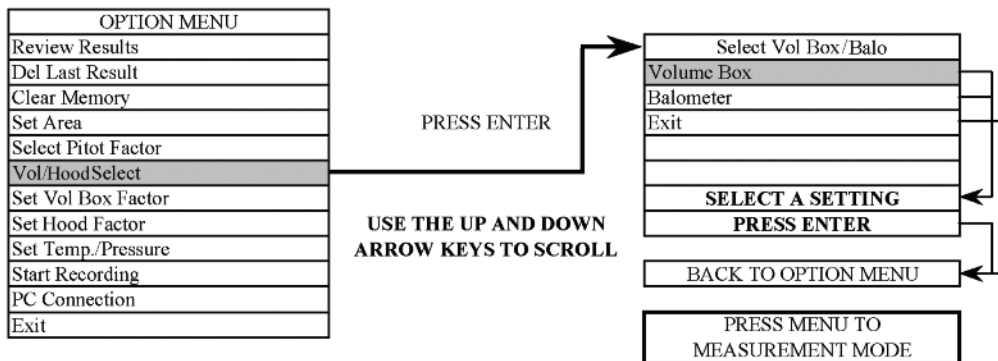 OPTION MENU
Review Results
Del Last Result
Clear Memory
Set Area
Select Pitot Factor
Vol/HoodSelect
Set Vol Box Factor
Set Hood Factor
Set Temp./Pressure
Start Recording
PC Connection
Exit
PRESS ENTER
USE THE UP AND DOWN
ARROW KEYS TO SCROLL
Select Vol Box/Balo
Volume Box
Balometer
Exit
SELECT A SETTING
PRESS ENTER
BACK TO OPTION MENU
PRESS MENU TO
MEASUREMENT MODE